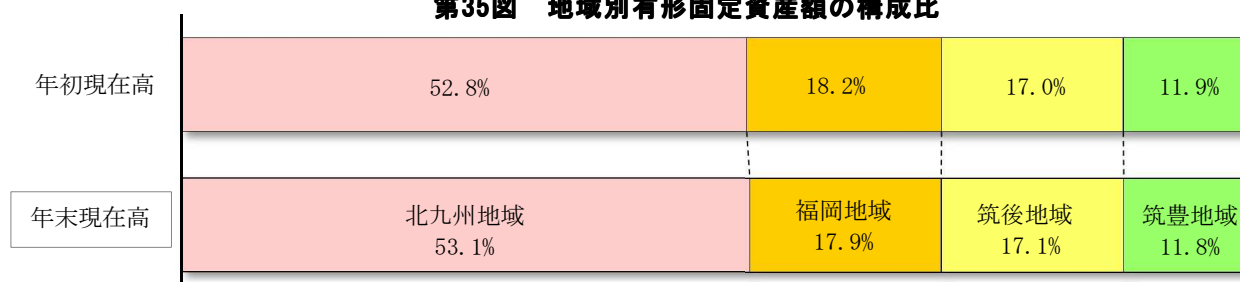 第35図　地域別有形固定資産額の構成比
年初現在高
52.8%
18.2%
17.0%
11.9%
年末現在高
北九州地域
53.1%
福岡地域
17.9%
筑後地域
17.1%
筑豊地域
11.8%